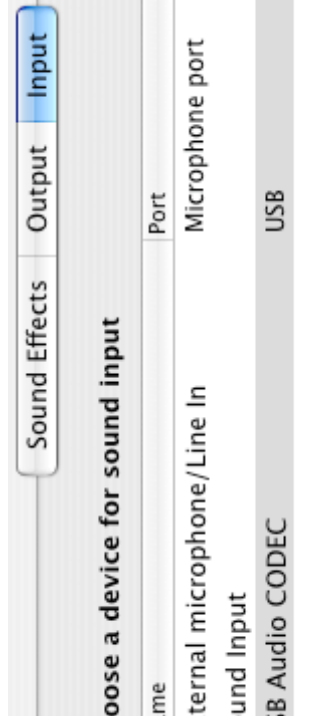 Sound Effects Output Input
oose a device for sound input
me Port
ternal microphone/Line In Microphone port
und Input
SB Audio CODEC USB